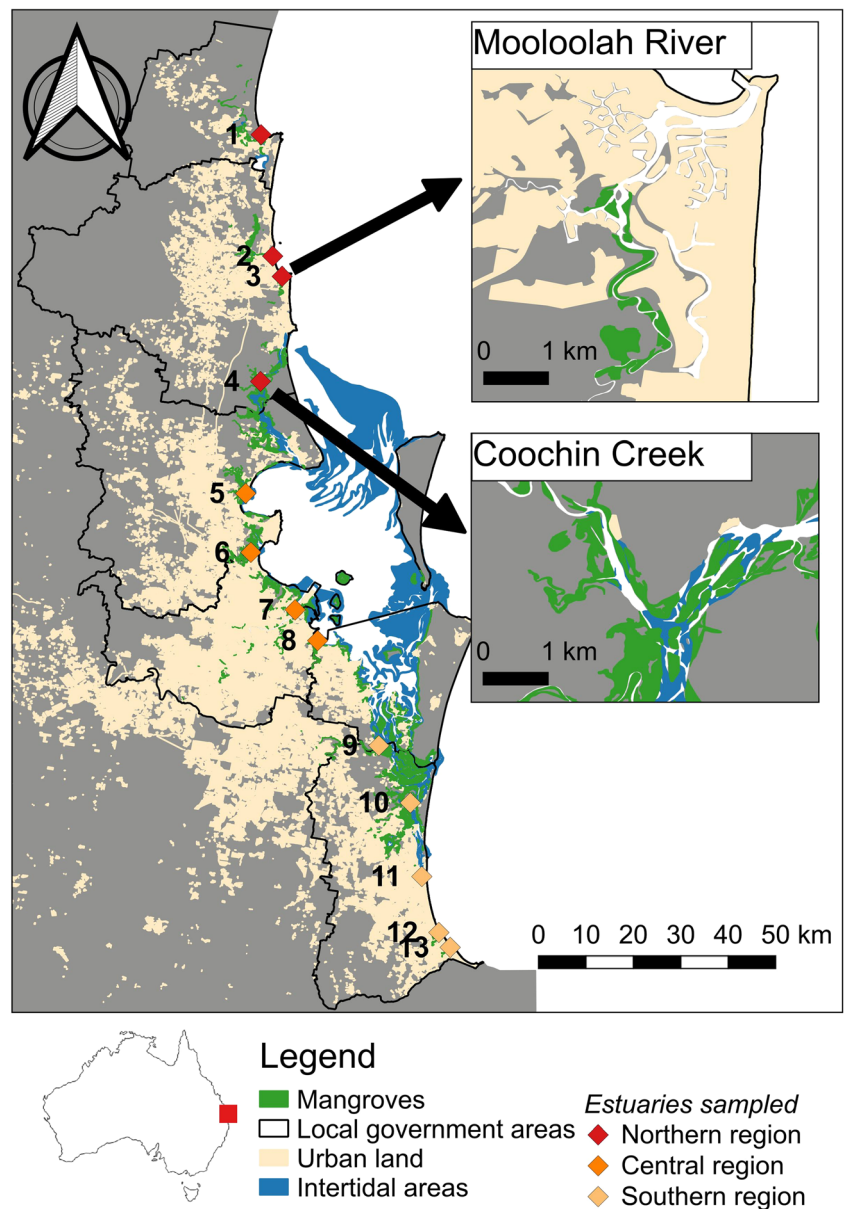 Mooloolah River
0 1 km
1
2
3
4
Coochin Creek
0 1 km
5
6
7
8
9
10
11
12
13
0 10 20 30 40 50 km
Legend
Mangroves
Local government areas
Urban land
Intertidal areas
Estuaries sampled
Northern region
Central region
Southern region